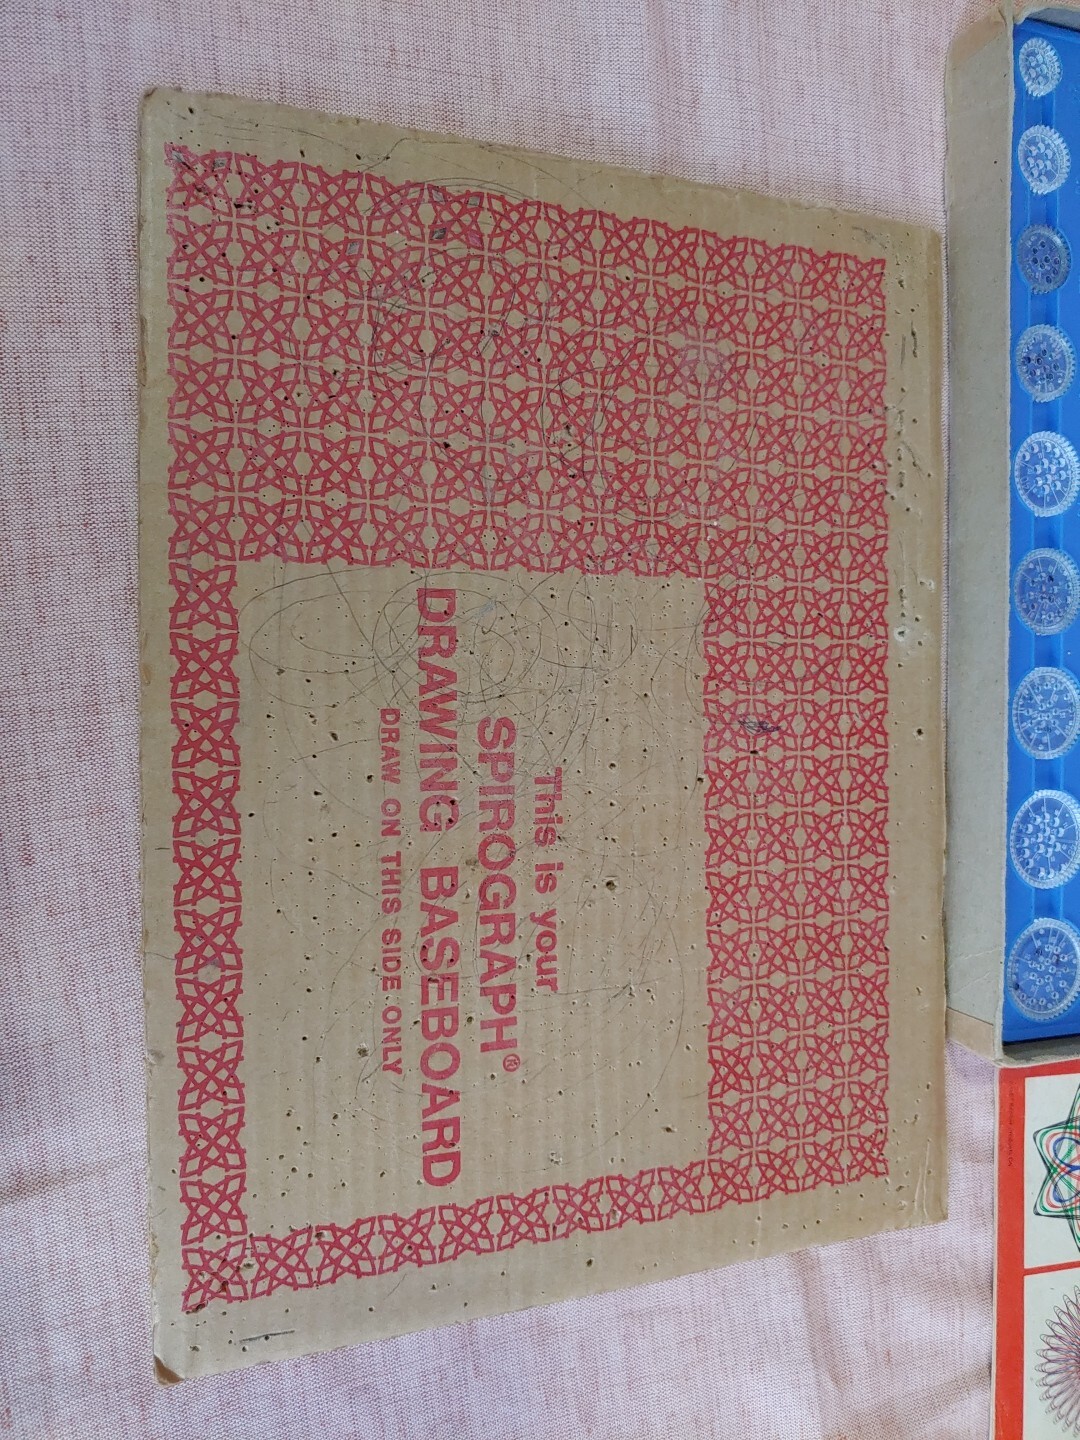 This is your
SPIROGRAPH®
DRAWING BASEBOARD
DRAW ON THIS SIDE ONLY